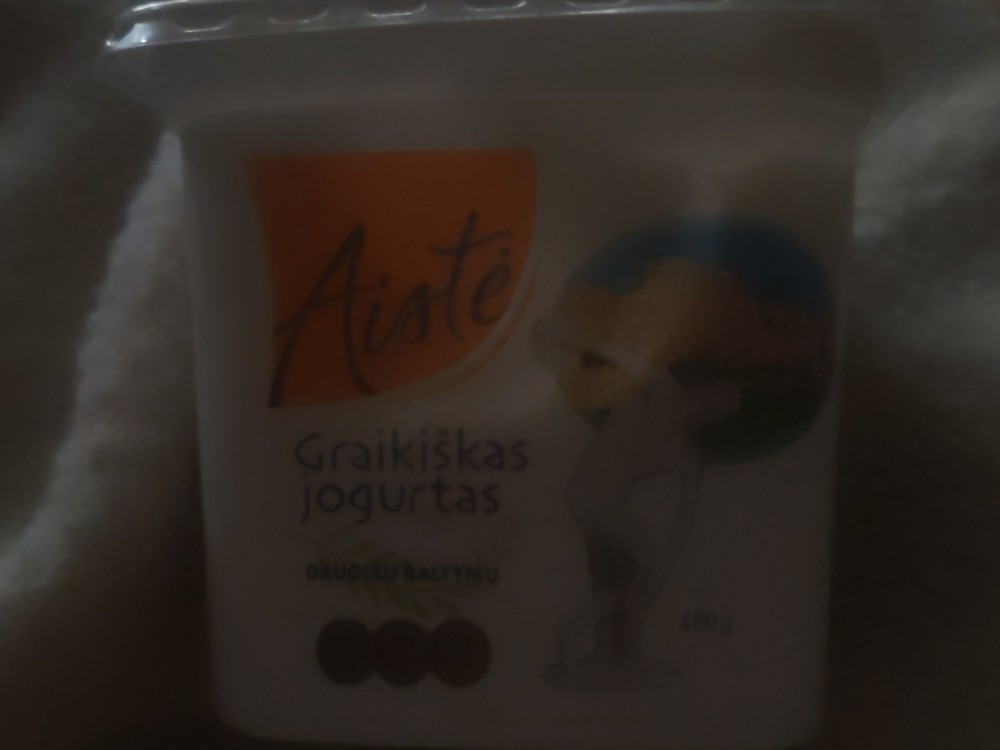 Aistė
Graikiškas
jogurtas
DAUGIAU BALTYMŲ
400g